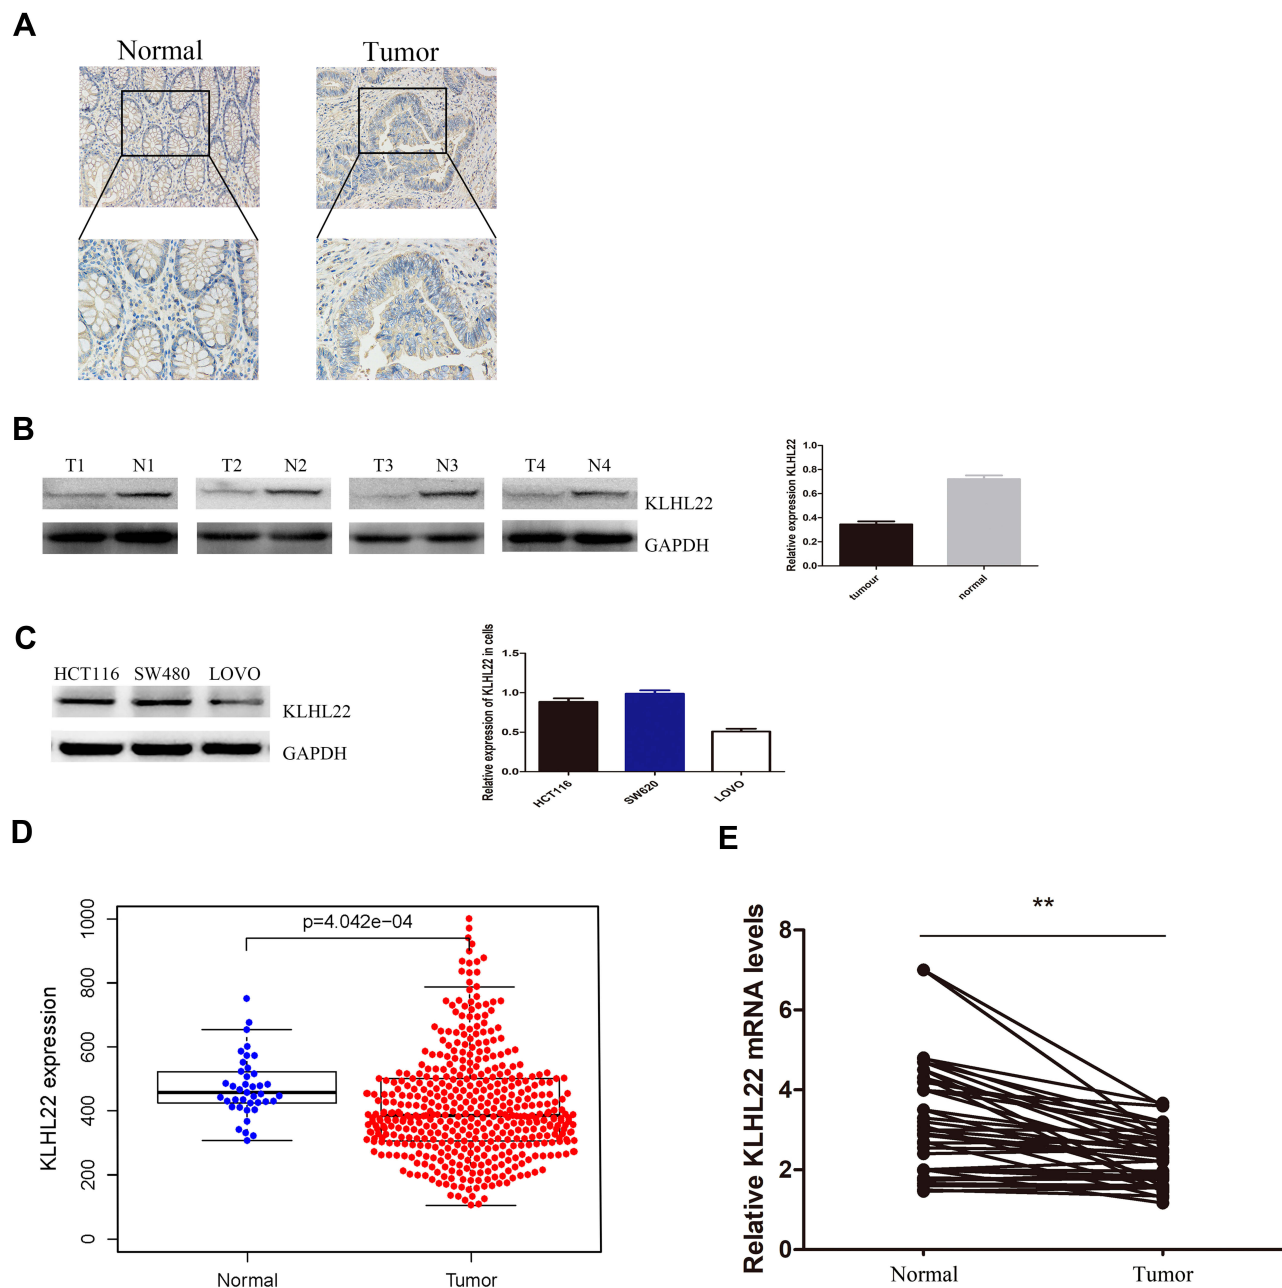 A
Normal
Tumor
B
T1 N1 T2 N2 T3 N3 T4 N4
KLHL22
GAPDH
Relative expression KLHL22
1.0
0.8
0.6
0.4
0.2
0.0
tumour
normal
C
HCT116 SW480 LOVO
KLHL22
GAPDH
Relative expression of KLHL22 in cells
1.5
1.0
0.5
0.0
HCT116
SW620
LOVO
D
KLHL22 expression
1000
800
600
400
200
0
p=4.042e−04
Normal
Tumor
E
Relative KLHL22 mRNA levels
8
6
4
2
0
**
Normal
Tumor